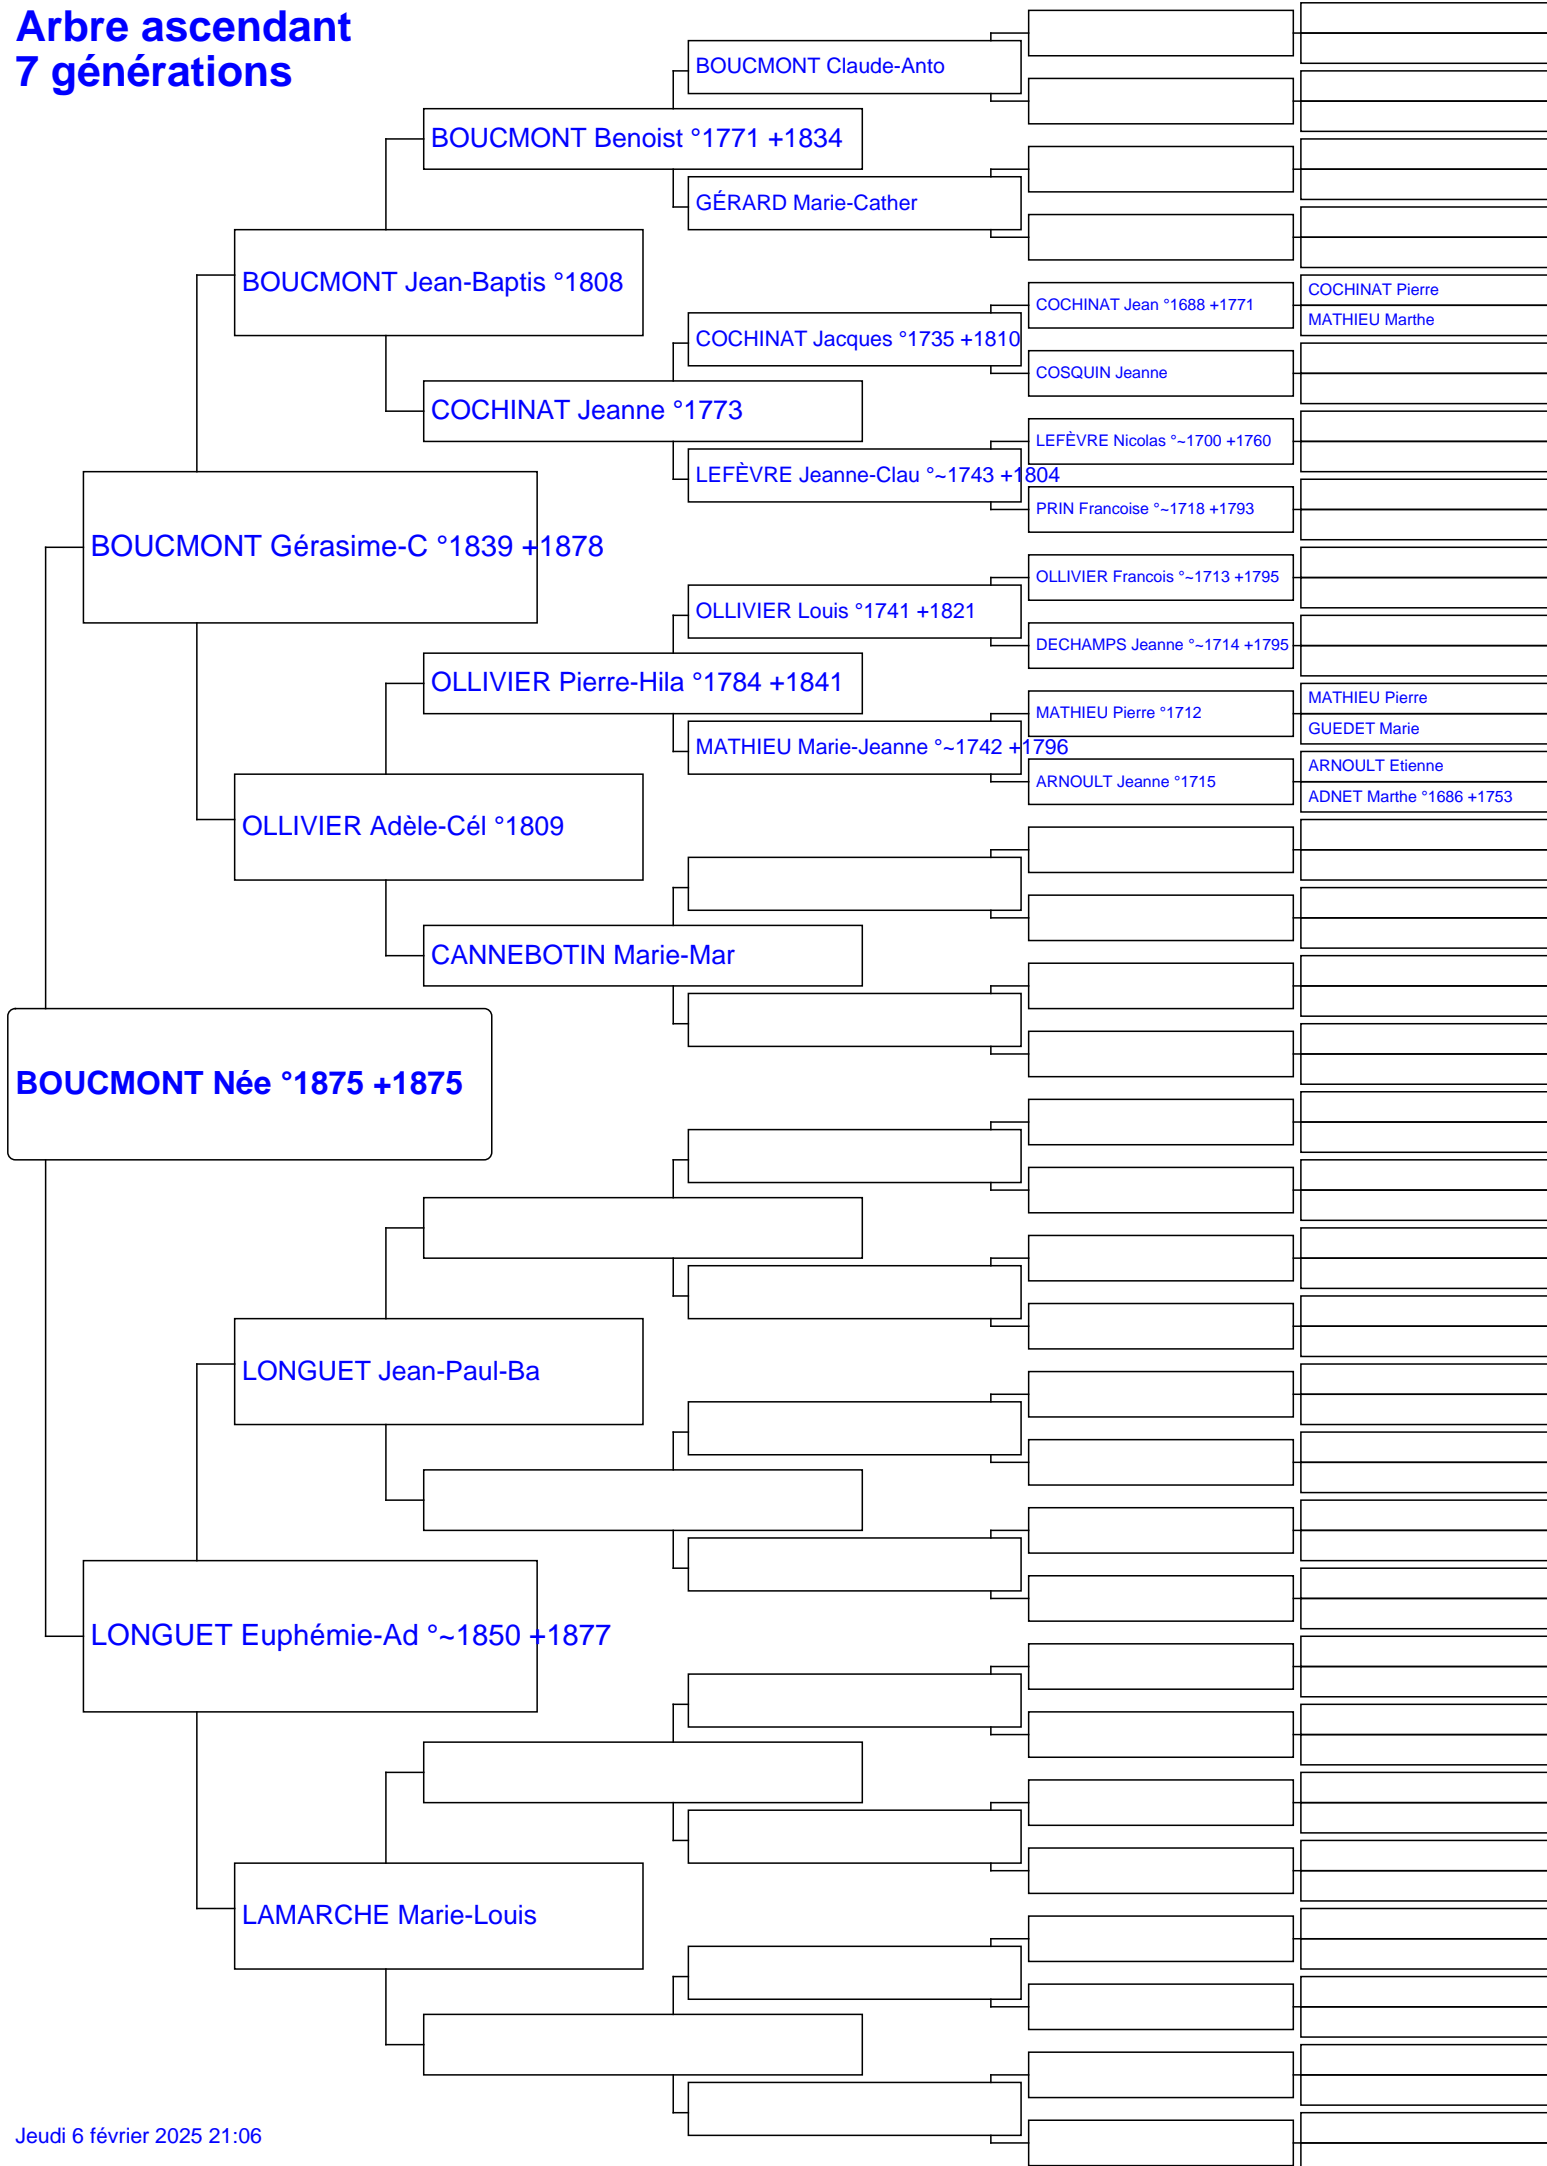 Arbre ascendant
7 générations
BOUCMONT Claude-Anto
BOUCMONT Benoist °1771 +1834
GÉRARD Marie-Cather
BOUCMONT Jean-Baptis °1808
COCHINAT Pierre
COCHINAT Jean °1688 +1771
MATHIEU Marthe
COCHINAT Jacques °1735 +1810
COSQUIN Jeanne
COCHINAT Jeanne °1773
LEFÈVRE Nicolas °~1700 +1760
LEFÈVRE Jeanne-Clau °~1743 +1804
PRIN Francoise °~1718 +1793
BOUCMONT Gérasime-C °1839 +1878
OLLIVIER Francois °~1713 +1795
OLLIVIER Louis °1741 +1821
DECHAMPS Jeanne °~1714 +1795
OLLIVIER Pierre-Hila °1784 +1841
MATHIEU Pierre
MATHIEU Pierre °1712
GUEDET Marie
MATHIEU Marie-Jeanne °~1742 +1796
ARNOULT Etienne
ARNOULT Jeanne °1715
ADNET Marthe °1686 +1753
OLLIVIER Adèle-Cél °1809
CANNEBOTIN Marie-Mar
BOUCMONT Née °1875 +1875
LONGUET Jean-Paul-Ba
LONGUET Euphémie-Ad °~1850 +1877
LAMARCHE Marie-Louis
Jeudi 6 février 2025 21:06